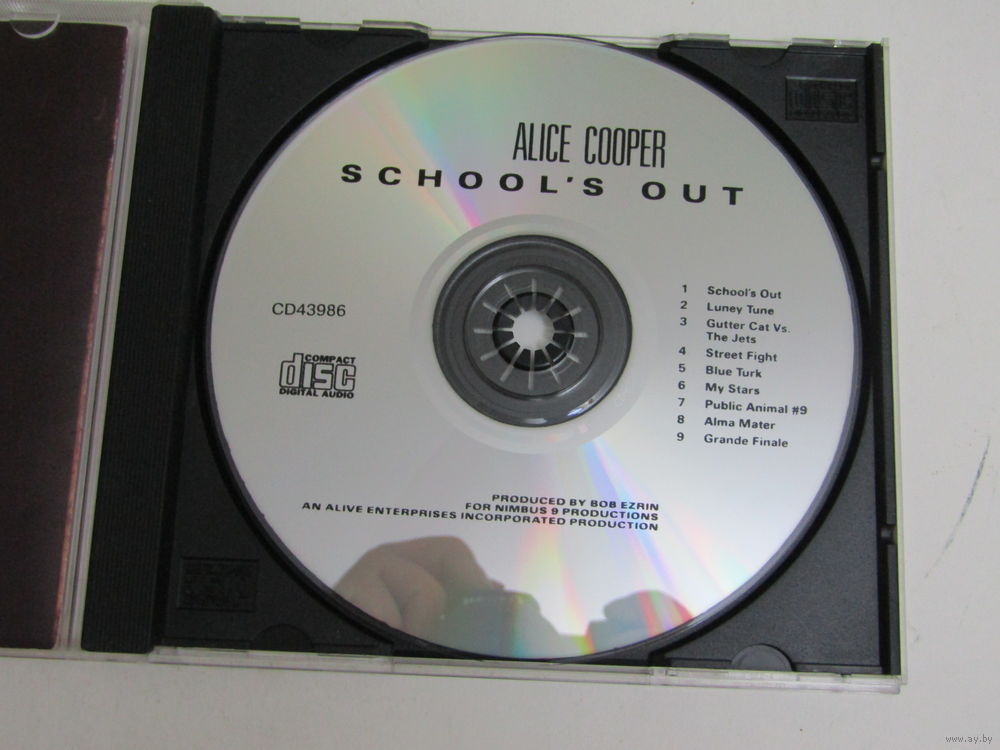 ALICE COOPER
SCHOOL'S OUT
CD43986
COMPACT
disc
DIGITAL AUDIO
1 School's Out
2 Luney Tune
3 Gutter Cat Vs.
The Jets
4 Street Fight
5 Blue Turk
6 My Stars
7 Public Animal #9
8 Alma Mater
9 Grande Finale
PRODUCED BY BOB EZRIN
FOR NIMBUS 9 PRODUCTIONS
AN ALIVE ENTERPRISES INCORPORATED PRODUCTION
www.ay.by